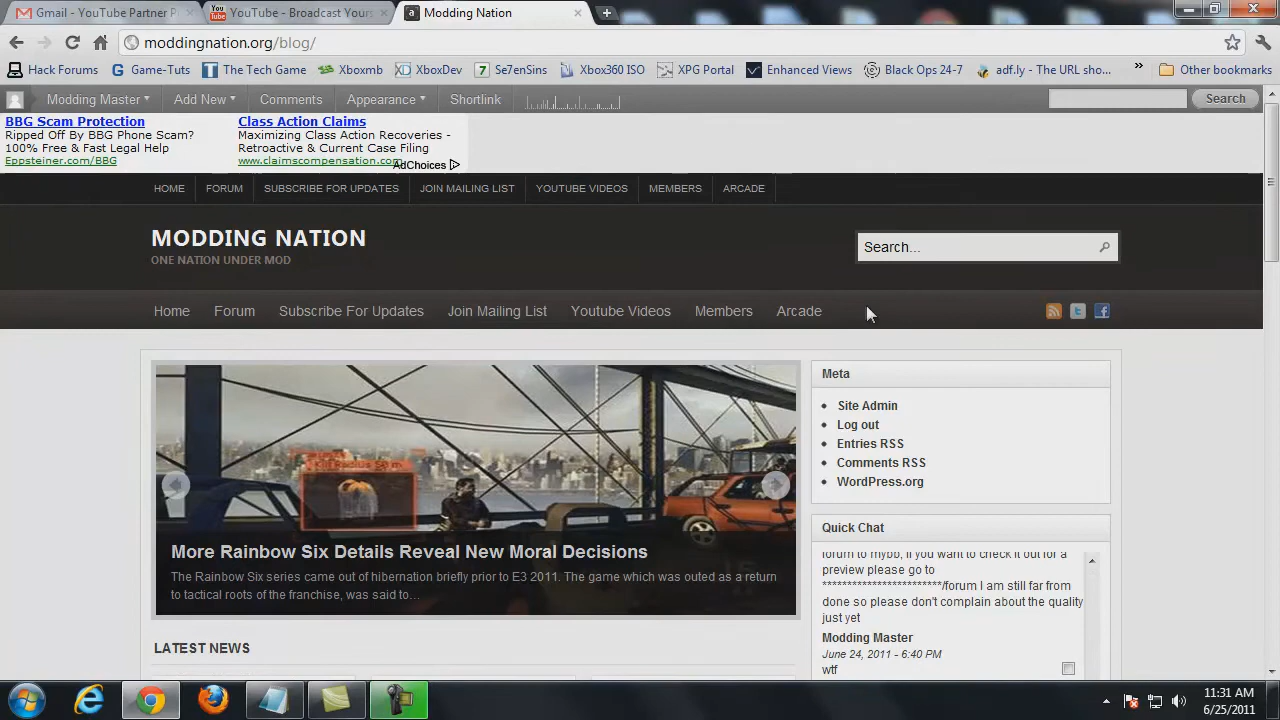 Gmail - YouTube Partner P
YouTube - Broadcast Yours
Modding Nation
moddingnation.org/blog/
Hack Forums
Game-Tuts
The Tech Game
Xboxmb
XboxDev
Se7enSins
Xbox360 ISO
XPG Portal
Enhanced Views
Black Ops 24-7
adf.ly - The URL sho...
»
Other bookmarks
Modding Master
Add New
Comments
Appearance
Shortlink
Search
BBG Scam Protection
Ripped Off By BBG Phone Scam?
100% Free & Fast Legal Help
Eppsteiner.com/BBG
Class Action Claims
Maximizing Class Action Recoveries -
Retroactive & Current Case Filing
www.claimscompensation.com
AdChoices
HOME
FORUM
SUBSCRIBE FOR UPDATES
JOIN MAILING LIST
YOUTUBE VIDEOS
MEMBERS
ARCADE
MODDING NATION
ONE NATION UNDER MOD
Search...
Home
Forum
Subscribe For Updates
Join Mailing List
Youtube Videos
Members
Arcade
More Rainbow Six Details Reveal New Moral Decisions
The Rainbow Six series came out of hibernation briefly prior to E3 2011. The game which was outed as a return
to tactical roots of the franchise, was said to…
LATEST NEWS
Meta
Site Admin
Log out
Entries RSS
Comments RSS
WordPress.org
Quick Chat
forum to mybb, if you want to check it out for a
preview please go to
************************/forum I am still far from
done so please don't complain about the quality
just yet
Modding Master
June 24, 2011 - 6:40 PM
wtf
11:31 AM
6/25/2011